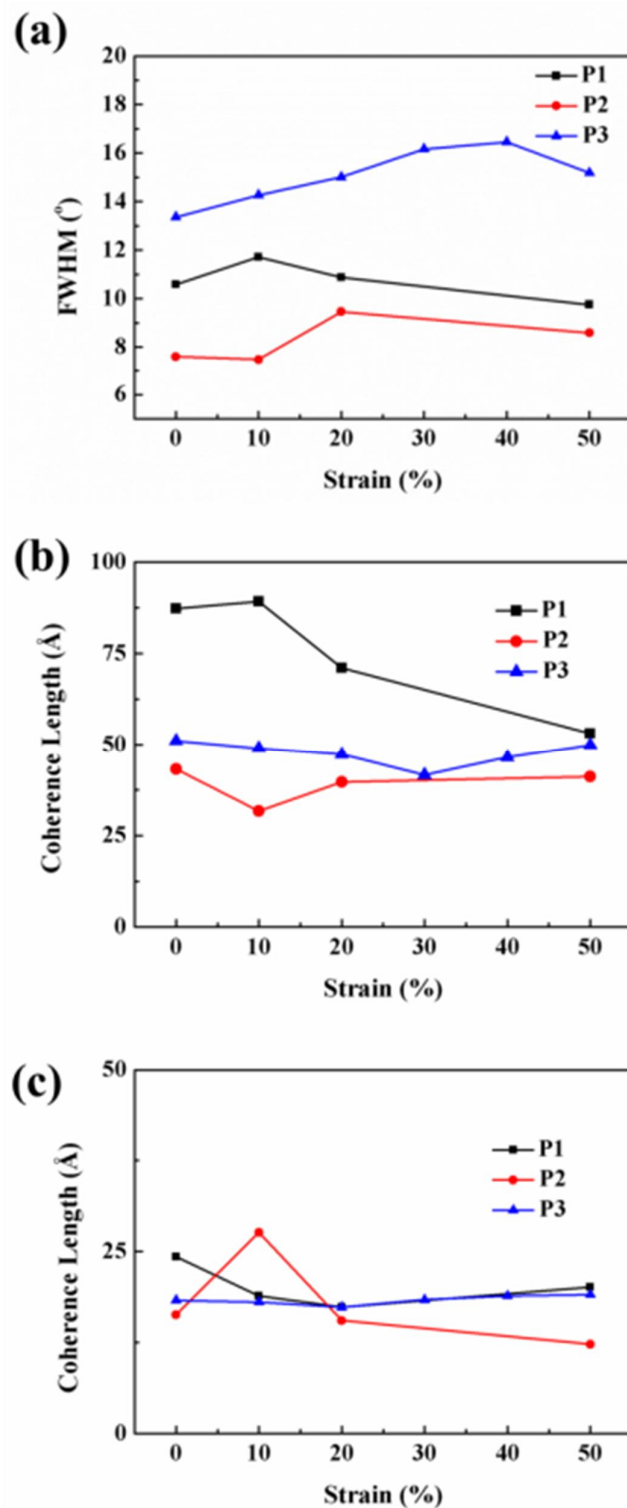 (a)
20
18
16
14
12
10
8
6
FWHM (°)
P1
P2
P3
0 10 20 30 40 50
Strain (%)
(b)
100
75
50
25
0
Coherence Length (Å)
P1
P2
P3
0 10 20 30 40 50
Strain (%)
(c)
50
25
0
Coherence Length (Å)
P1
P2
P3
0 10 20 30 40 50
Strain (%)